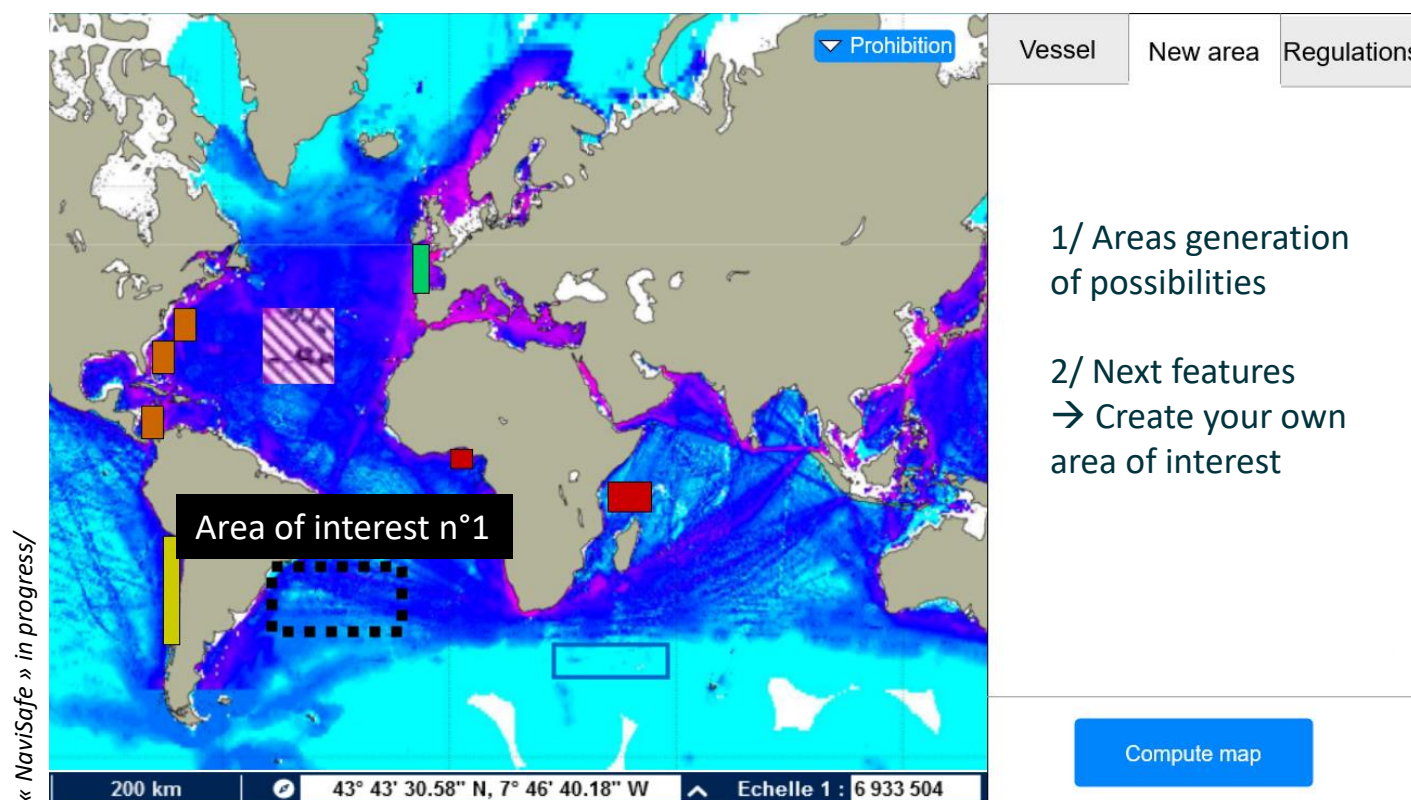 Prohibition
Vessel
New area
Regulations
1/ Areas generation
of possibilities
2/ Next features
→ Create your own
area of interest
Area of interest n°1
« NaviSafe » in progress/
Compute map
200 km
43° 43' 30.58'' N, 7° 46' 40.18'' W
Echelle 1 : 6 933 504